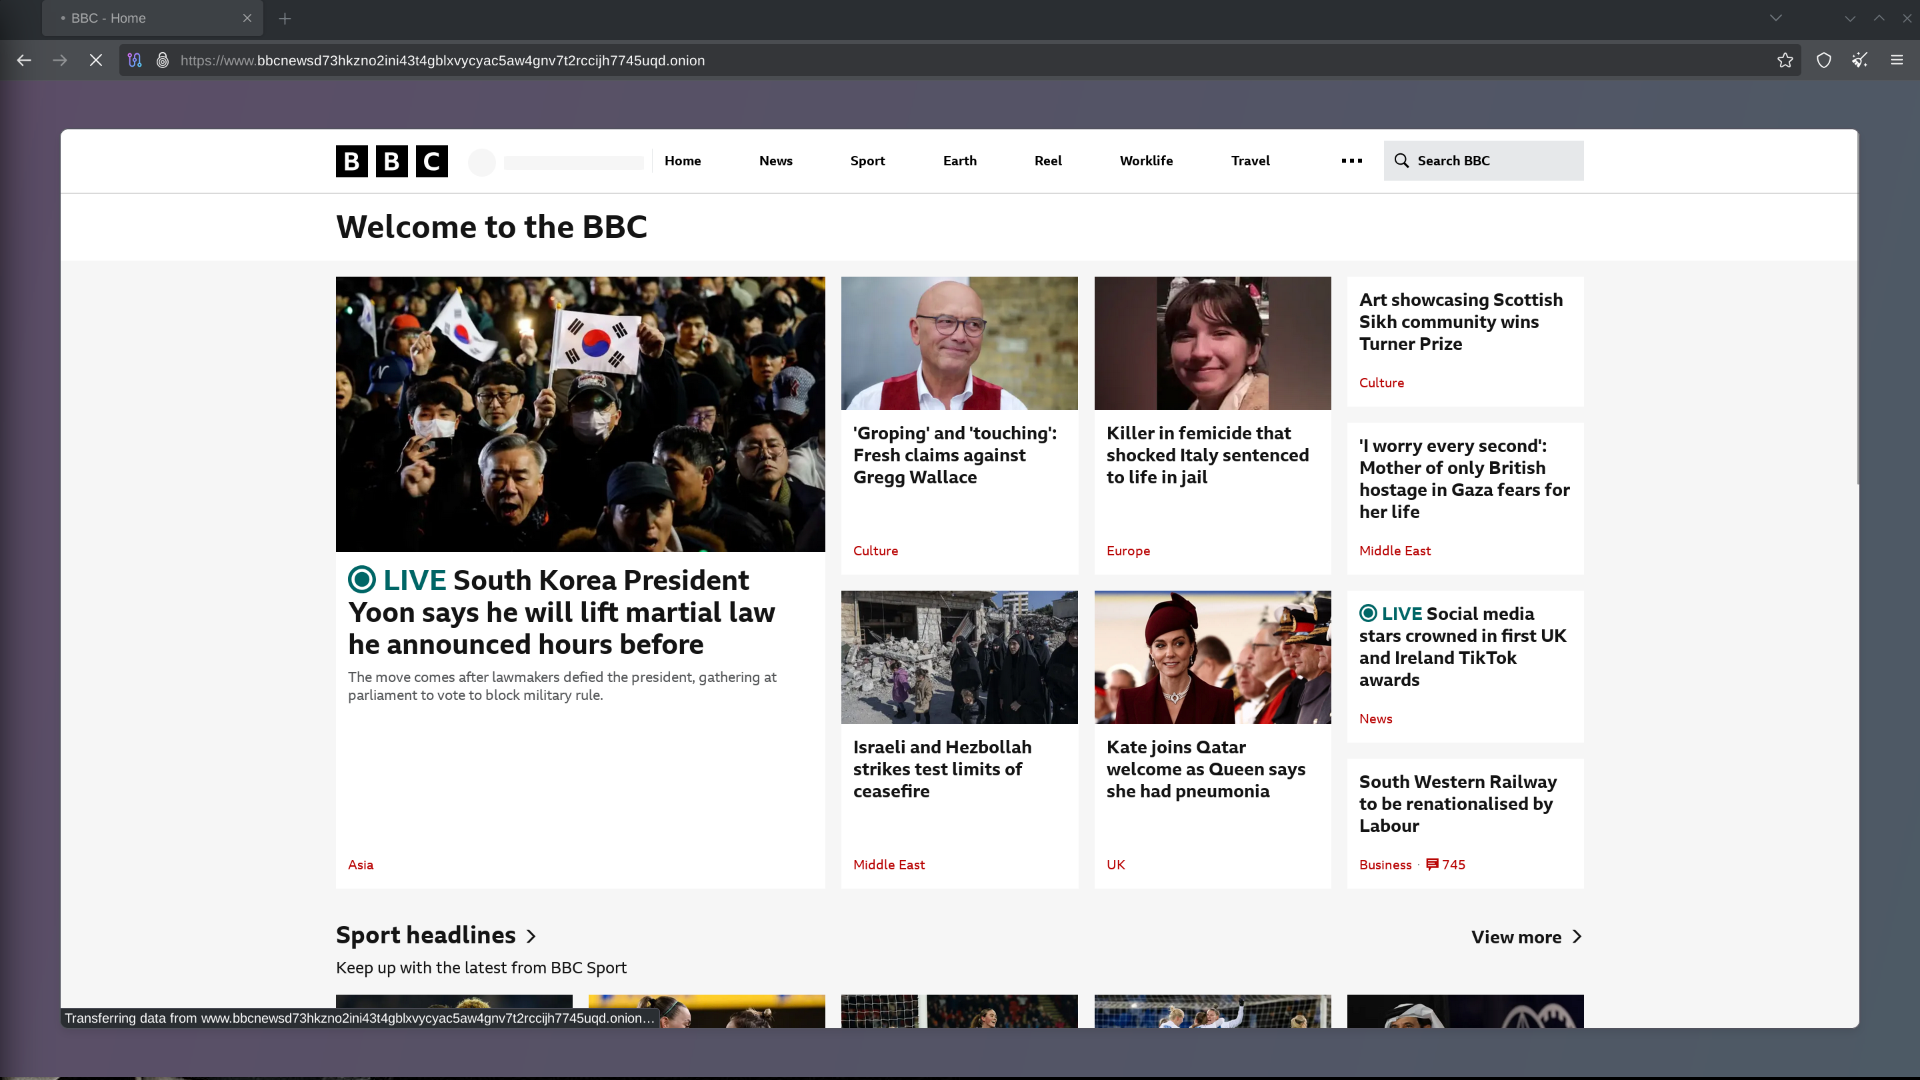 BBC - Home
https://www.bbcnewsd73hkzno2ini43t4gblxvycyac5aw4gnv7t2rccijh7745uqd.onion
BBC
Home
News
Sport
Earth
Reel
Worklife
Travel
Search BBC
Welcome to the BBC
LIVE South Korea President
Yoon says he will lift martial law
he announced hours before
The move comes after lawmakers defied the president, gathering at
parliament to vote to block military rule.
Asia
'Groping' and 'touching':
Fresh claims against
Gregg Wallace
Culture
Killer in femicide that
shocked Italy sentenced
to life in jail
Europe
Art showcasing Scottish
Sikh community wins
Turner Prize
Culture
'I worry every second':
Mother of only British
hostage in Gaza fears for
her life
Middle East
Israeli and Hezbollah
strikes test limits of
ceasefire
Middle East
Kate joins Qatar
welcome as Queen says
she had pneumonia
UK
LIVE Social media
stars crowned in first UK
and Ireland TikTok
awards
News
South Western Railway
to be renationalised by
Labour
Business · 745
Sport headlines
View more
Keep up with the latest from BBC Sport
Transferring data from www.bbcnewsd73hkzno2ini43t4gblxvycyac5aw4gnv7t2rccijh7745uqd.onion…